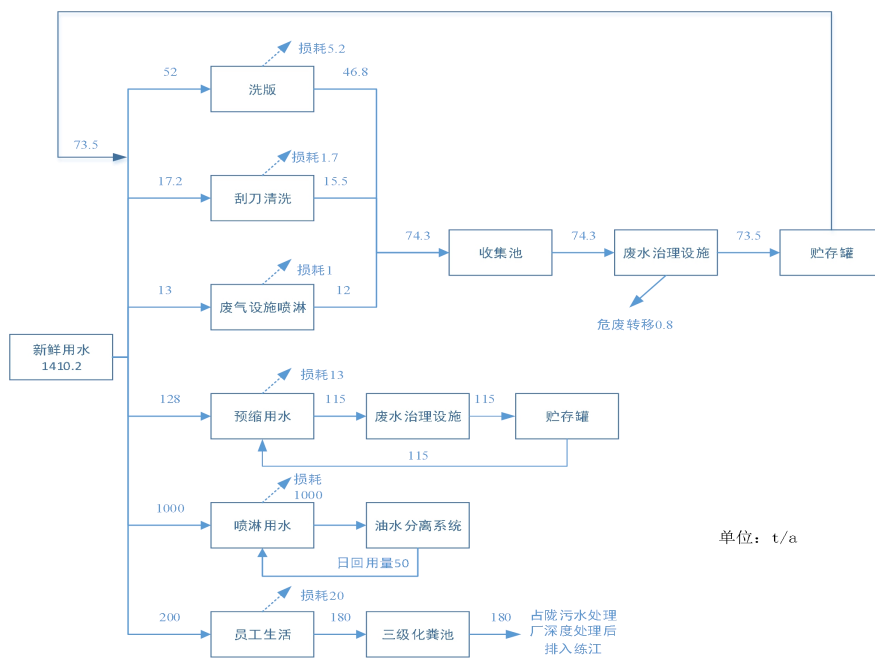 损耗5.2
52
洗版
46.8
73.5
损耗1.7
17.2
刮刀清洗
15.5
74.3
收集池
74.3
废水治理设施
73.5
贮存罐
损耗1
13
废气设施喷淋
12
危废转移0.8
新鲜用水
1410.2
损耗13
128
预缩用水
115
废水治理设施
115
贮存罐
115
损耗
1000
1000
喷淋用水
油水分离系统
日回用量50
单位：t/a
损耗20
200
员工生活
180
三级化粪池
180
占陇污水处理
厂深度处理后
排入练江